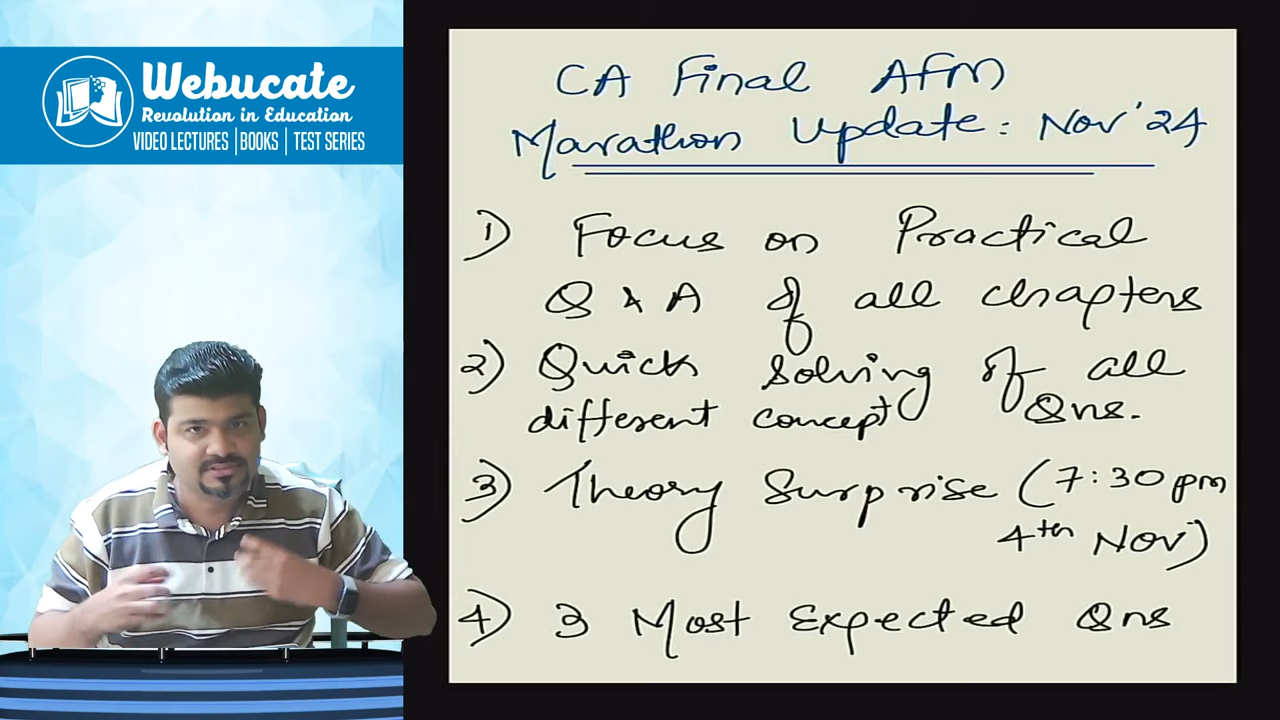 Webucate
Revolution in Education
VIDEO LECTURES | BOOKS | TEST SERIES
CA Final AFM
Marathon Update: Nov'24
1) Focus on Practical
Q & A of all chapters
2) Quick solving of all
different concept Qns.
3) Theory Surprise (7:30 pm
4th Nov)
4) 3 Most Expected Qns